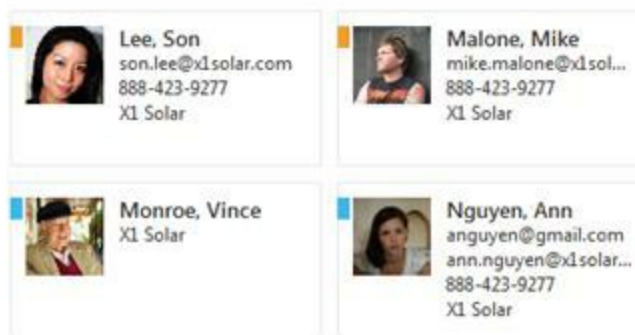 Lee, Son
son.lee@x1solar.com
888-423-9277
X1 Solar
Malone, Mike
mike.malone@x1sol...
888-423-9277
X1 Solar
Monroe, Vince
X1 Solar
Nguyen, Ann
anguyen@gmail.com
ann.nguyen@x1solar...
888-423-9277
X1 Solar